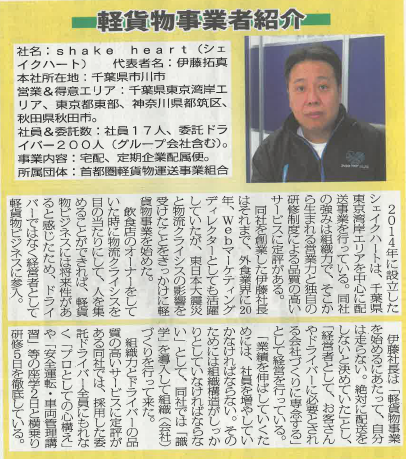 軽貨物事業者紹介
社名：ｓｈａｋｅ　ｈｅａｒｔ（シェ
イクハート）　代表者名：伊藤拓真
本社所在地：千葉県市川市
営業＆得意エリア：千葉県東京湾岸エ
リア、東京都東部、神奈川県都筑区、
秋田県秋田市。
社員＆委託数：社員１７人、委託ドラ
イバー２００人（グループ会社含む）。
事業内容：宅配、定期企業配属便。
所属団体：首都圏軽貨物運送事業組合
２０１４年に設立した
シェイクハートは、千葉県
東京湾岸エリアを中心に配
送事業を行っている。同社
の強みは組織力で、そこか
ら生まれる営業力と独自の
研修制度による品質の高い
サービスに定評がある。
同社を創業した伊藤社長
はそれまで、外食業界に20
年、Ｗｅｂマーケティング
ディレクターとしても活躍
していたが、東日本大震災
と物流クライシスの影響を
受けたことをきっかけに軽
貨物事業を始めた。
飲食店のオーナーをして
いた時に物流クライシスを
目の当たりにして、人を集
めることができれば、軽貨
物ビジネスには将来性があ
ると感じたため、ドライ
バーではなく経営者として
軽貨物ビジネスに参入。
伊藤社長は「軽貨物事業
を始めるにあたって、自分
は走らない。絶対に配送を
しないと決めていた」とし、
「経営者として、お客さん
やドライバーに必要とされ
る会社づくりに専念する」
として経営を行っている。
「業績を伸ばしていくた
めには、社員を増やしてい
かなければならない。その
ためには組織構造がしっか
りとしていなければならな
い」として、同社では「識
学」を導入して組織（会社）
づくりを行って来た。
組織力とドライバーの品
質の高いサービスに定評が
ある同社では、採用した委
託ドライバー全員にもれな
く「プロとしての心構え」
や「安全運転・車両管理講
習」等の座学２日と横乗り
研修５日を徹底している。